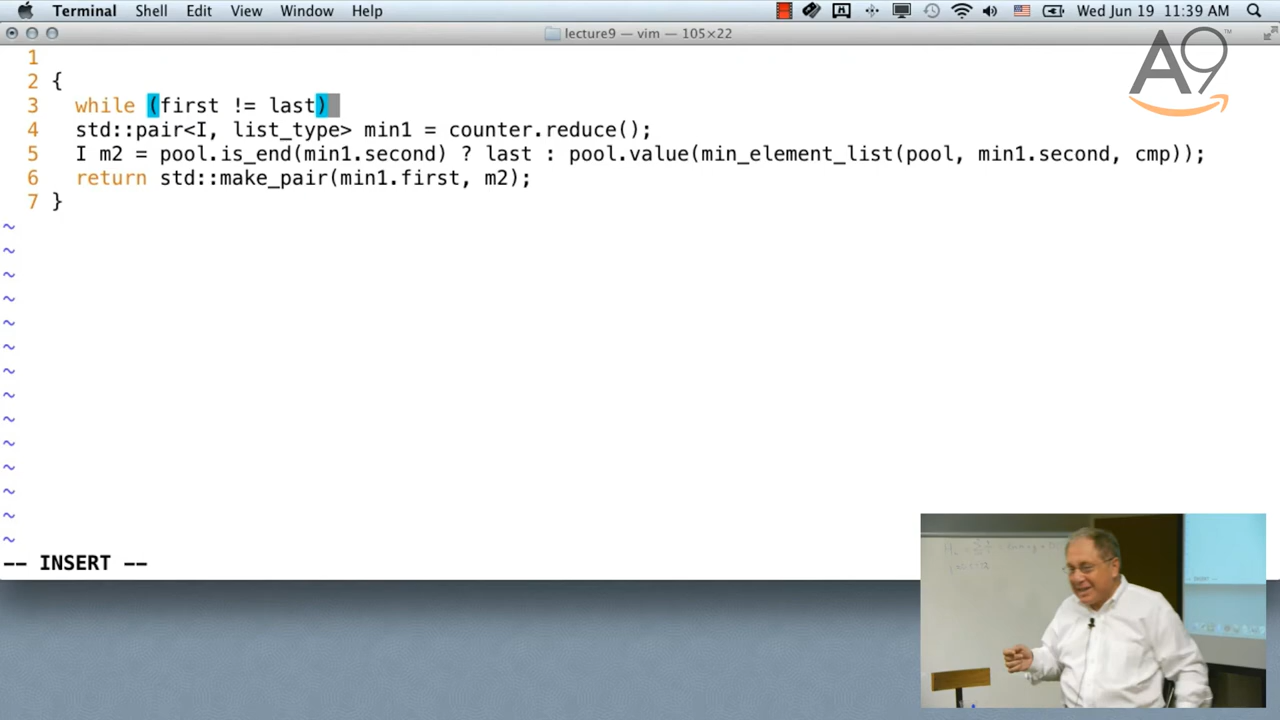 Terminal Shell Edit View Window Help Wed Jun 19 11:39 AM
lecture9 — vim — 105×22
A9™
1
2 {
3 while (first != last)
4 std::pair<I, list_type> min1 = counter.reduce();
5 I m2 = pool.is_end(min1.second) ? last : pool.value(min_element_list(pool, min1.second, cmp));
6 return std::make_pair(min1.first, m2);
7 }
~
~
~
~
~
~
~
~
~
~
~
~
~
~
-- INSERT --